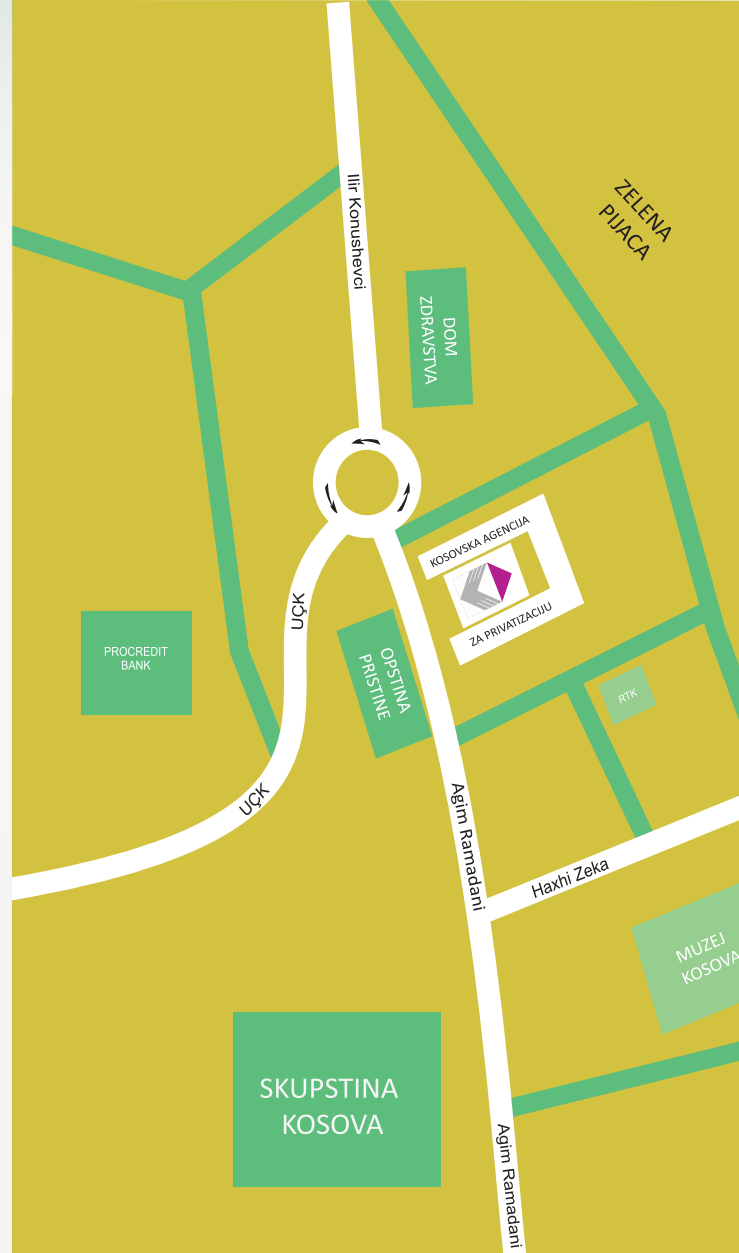 Ilir Konushevci
ZELENA
PIJACA
DOM
ZDRAVSTVA
KOSOVSKA AGENCIJA
ZA PRIVATIZACIJU
UÇK
PROCREDIT
BANK
OPSTINA
PRISTINE
RTK
UÇK
Agim Ramadani
Haxhi Zeka
MUZEJ
KOSOVA
SKUPSTINA
KOSOVA
Agim Ramadani